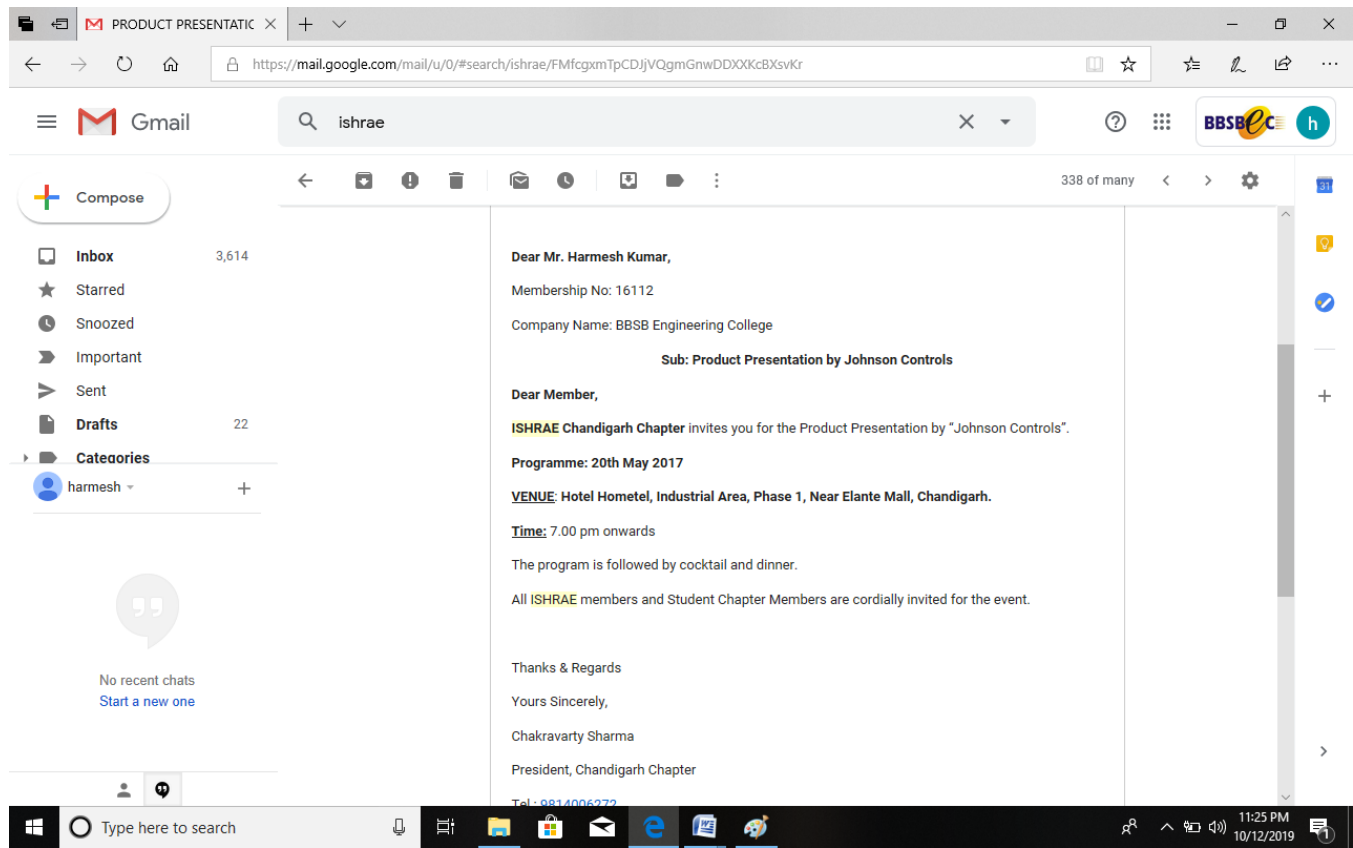 PRODUCT PRESENTATIC
https://mail.google.com/mail/u/0/#search/ishrae/FMfcgxmTpCDJjVQgmGnwDDXXKcBXsvKr
Gmail
ishrae
BBSBeC
h
Compose
338 of many
31
Inbox 3,614
Starred
Snoozed
Important
Sent
Drafts 22
Categories
harmesh
No recent chats
Start a new one
Dear Mr. Harmesh Kumar,
Membership No: 16112
Company Name: BBSB Engineering College
Sub: Product Presentation by Johnson Controls
Dear Member,
ISHRAE Chandigarh Chapter invites you for the Product Presentation by “Johnson Controls”.
Programme: 20th May 2017
VENUE: Hotel Hometel, Industrial Area, Phase 1, Near Elante Mall, Chandigarh.
Time: 7.00 pm onwards
The program is followed by cocktail and dinner.
All ISHRAE members and Student Chapter Members are cordially invited for the event.
Thanks & Regards
Yours Sincerely,
Chakravarty Sharma
President, Chandigarh Chapter
Tel : 9814006272
Type here to search
11:25 PM
10/12/2019
1